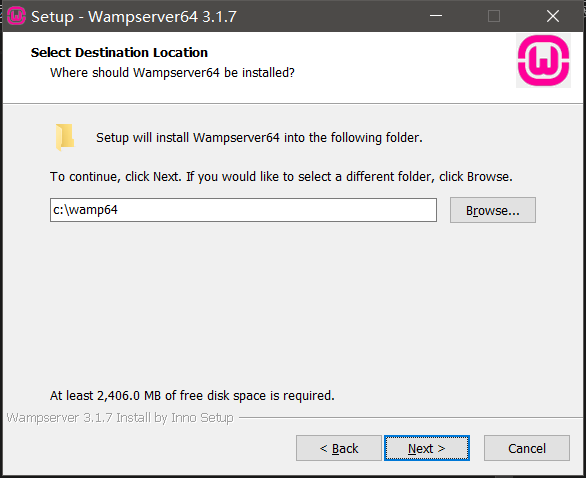 Setup - Wampserver64 3.1.7
Select Destination Location
Where should Wampserver64 be installed?
W
Setup will install Wampserver64 into the following folder.
To continue, click Next. If you would like to select a different folder, click Browse.
c:\wamp64
Browse...
At least 2,406.0 MB of free disk space is required.
Wampserver 3.1.7 Install by Inno Setup
< Back
Next >
Cancel